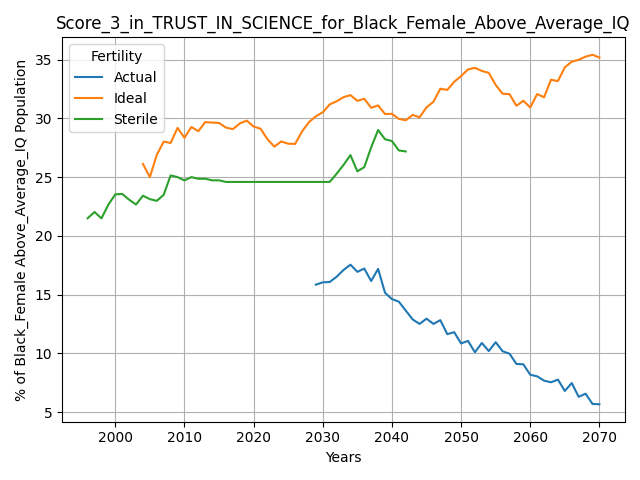 Score_3_in_TRUST_IN_SCIENCE_for_Black_Female_Above_Average_IQ
Fertility
Actual
Ideal
Sterile
% of Black_Female Above_Average_IQ Population
35
30
25
20
15
10
5
2000 2010 2020 2030 2040 2050 2060 2070
Years